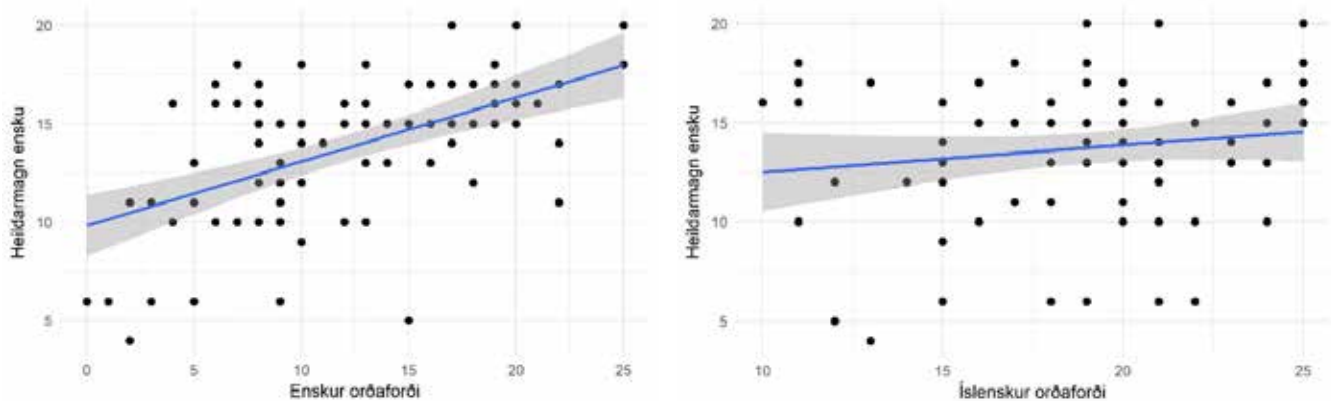 Heildarmagn ensku
20
15
10
5
0 5 10 15 20 25
Enskur orðaforði
Heildarmagn ensku
20
15
10
5
10 15 20 25
Íslenskur orðaforði